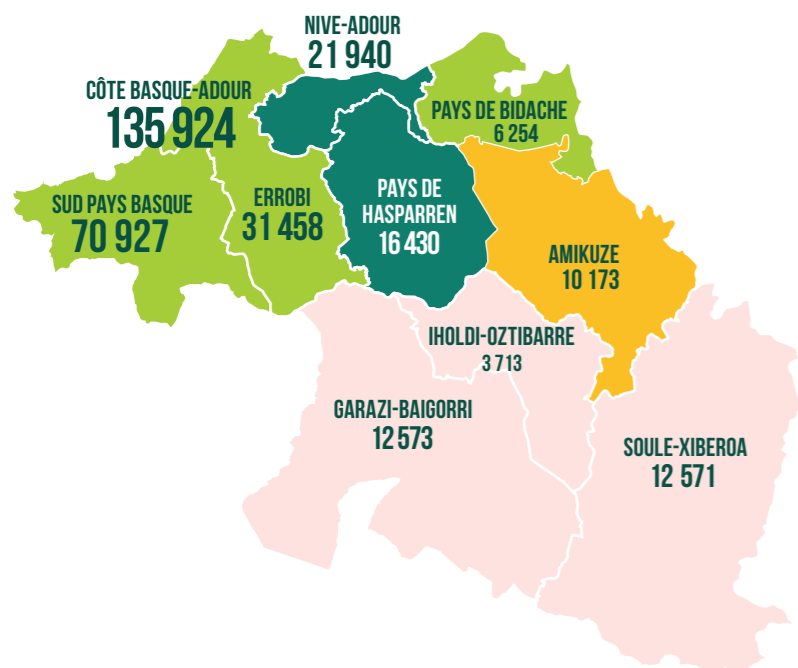 NIVE-ADOUR
21 940
CÔTE BASQUE-ADOUR
135 924
PAYS DE BIDACHE
6 254
SUD PAYS BASQUE
70 927
ERROBI
31 458
PAYS DE
HASPARREN
16 430
AMIKUZE
10 173
IHOLDI-OZTIBARRE
3 713
GARAZI-BAIGORRI
12 573
SOULE-XIBEROA
12 571